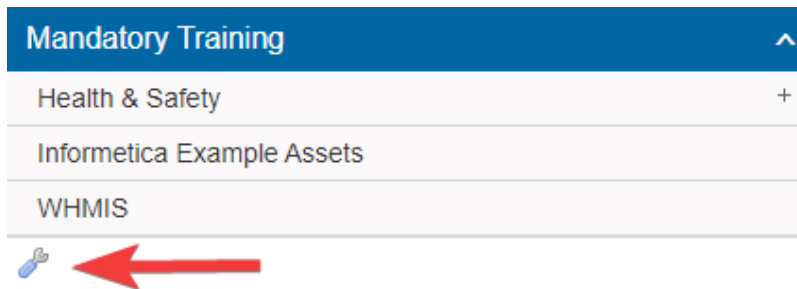 Mandatory Training
Health & Safety +
Informetica Example Assets
WHMIS